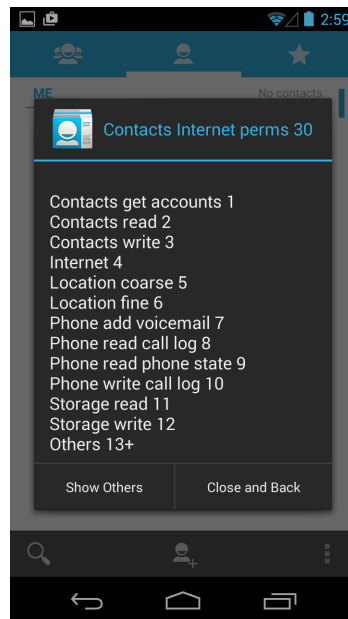 2:59
ME
No contacts.
Contacts Internet perms 30
Contacts get accounts 1
Contacts read 2
Contacts write 3
Internet 4
Location coarse 5
Location fine 6
Phone add voicemail 7
Phone read call log 8
Phone read phone state 9
Phone write call log 10
Storage read 11
Storage write 12
Others 13+
Show Others
Close and Back